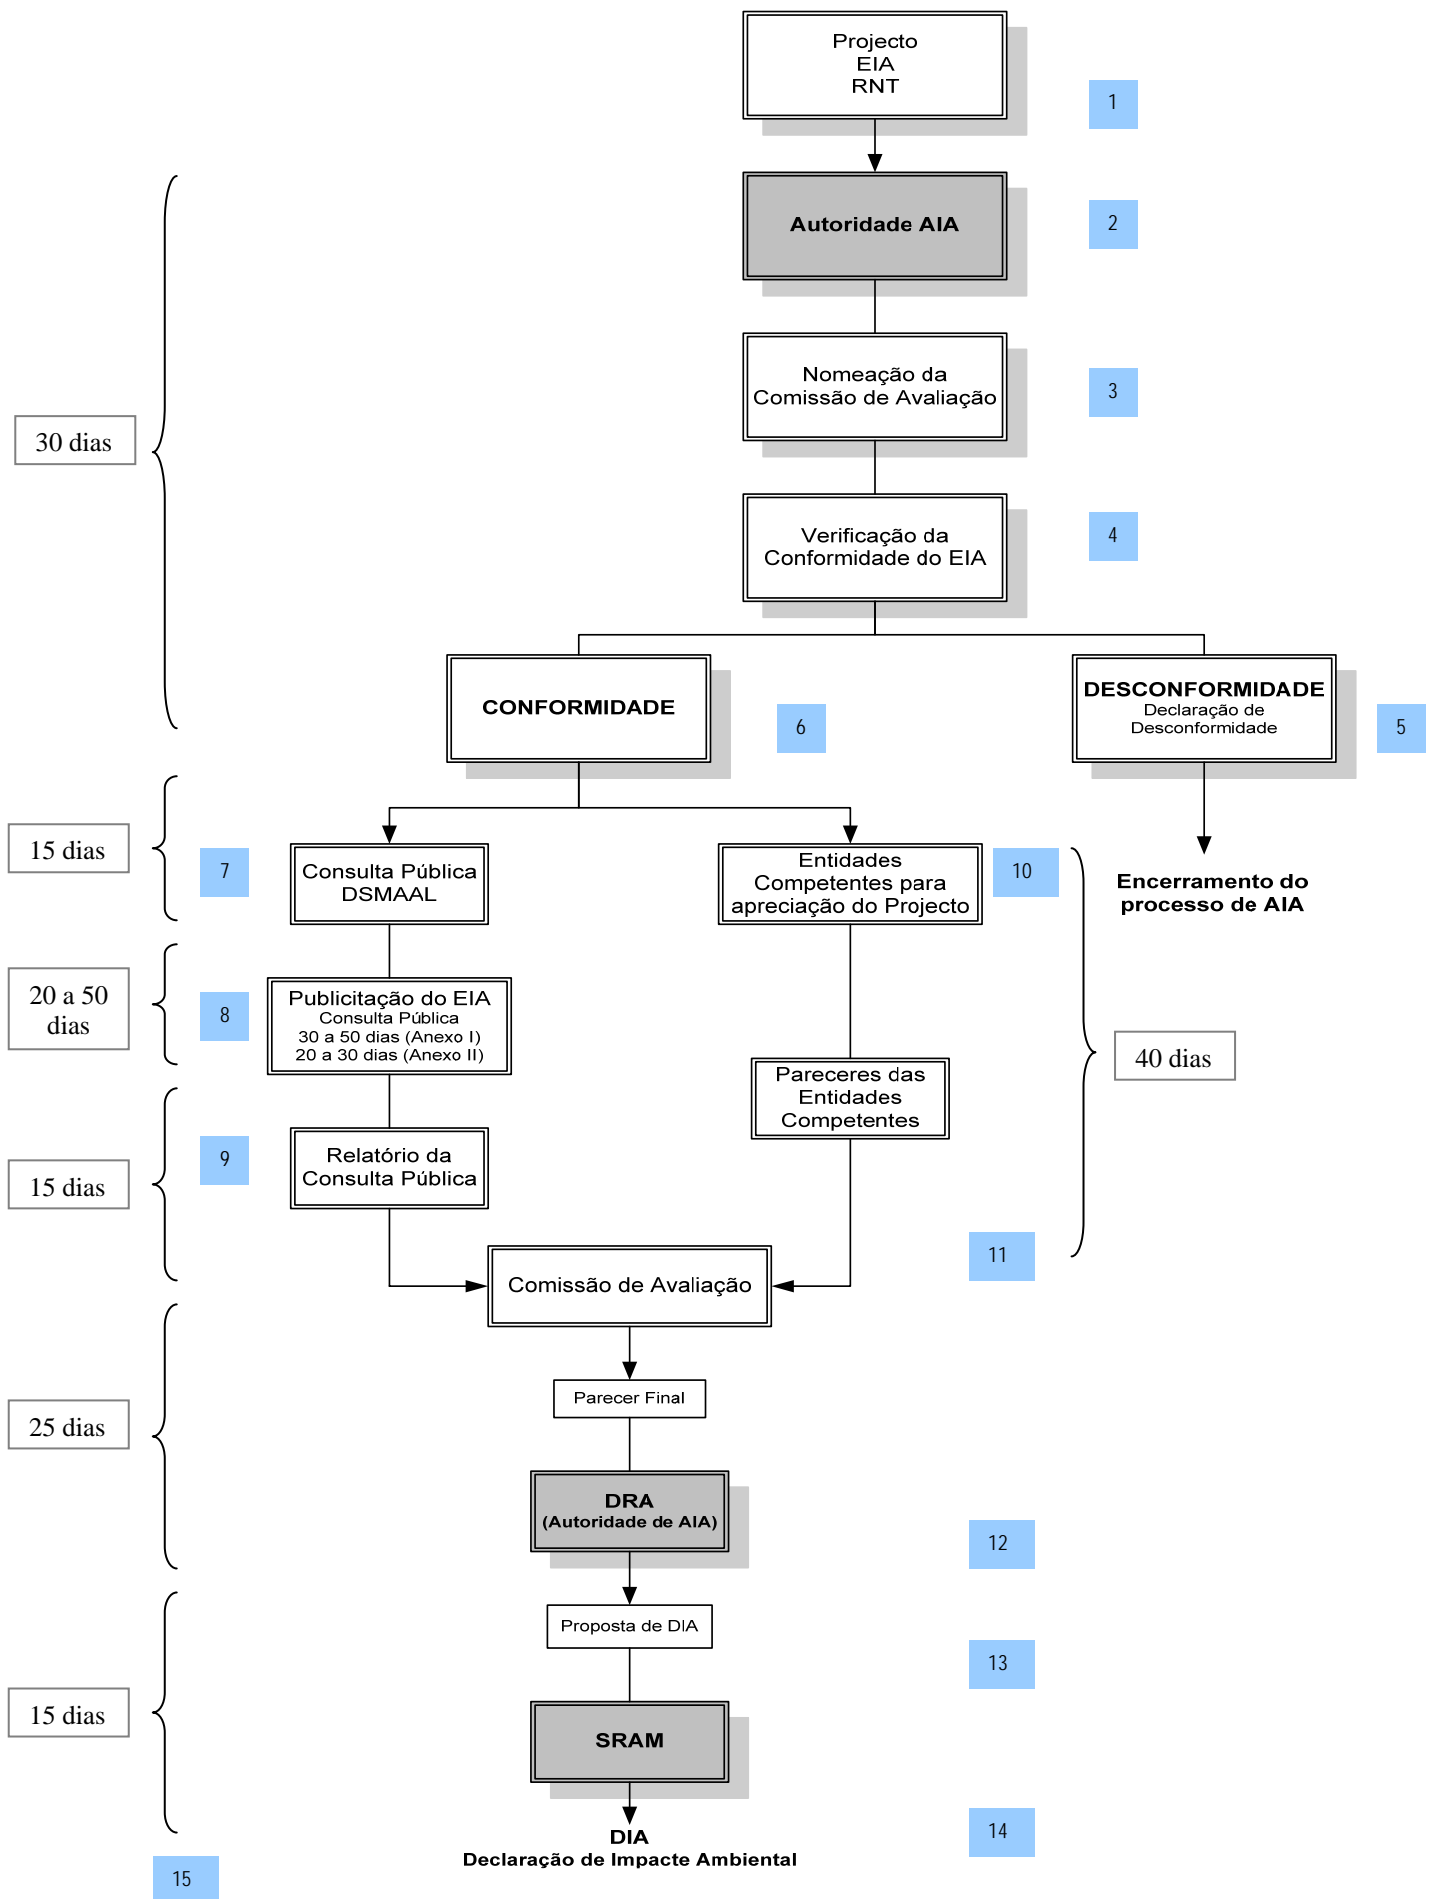 Projecto
EIA
RNT
1
Autoridade AIA
2
Nomeação da
Comissão de Avaliação
3
30 dias
Verificação da
Conformidade do EIA
4
CONFORMIDADE
6
DESCONFORMIDADE
Declaração de
Desconformidade
5
15 dias
7
Consulta Pública
DSMAAL
Entidades
Competentes para
apreciação do Projecto
10
Encerramento do
processo de AIA
20 a 50
dias
8
Publicitação do EIA
Consulta Pública
30 a 50 dias (Anexo I)
20 a 30 dias (Anexo II)
Pareceres das
Entidades
Competentes
40 dias
15 dias
9
Relatório da
Consulta Pública
11
Comissão de Avaliação
Parecer Final
25 dias
DRA
(Autoridade de AIA)
12
Proposta de DIA
13
15 dias
SRAM
14
DIA
Declaração de Impacte Ambiental
15